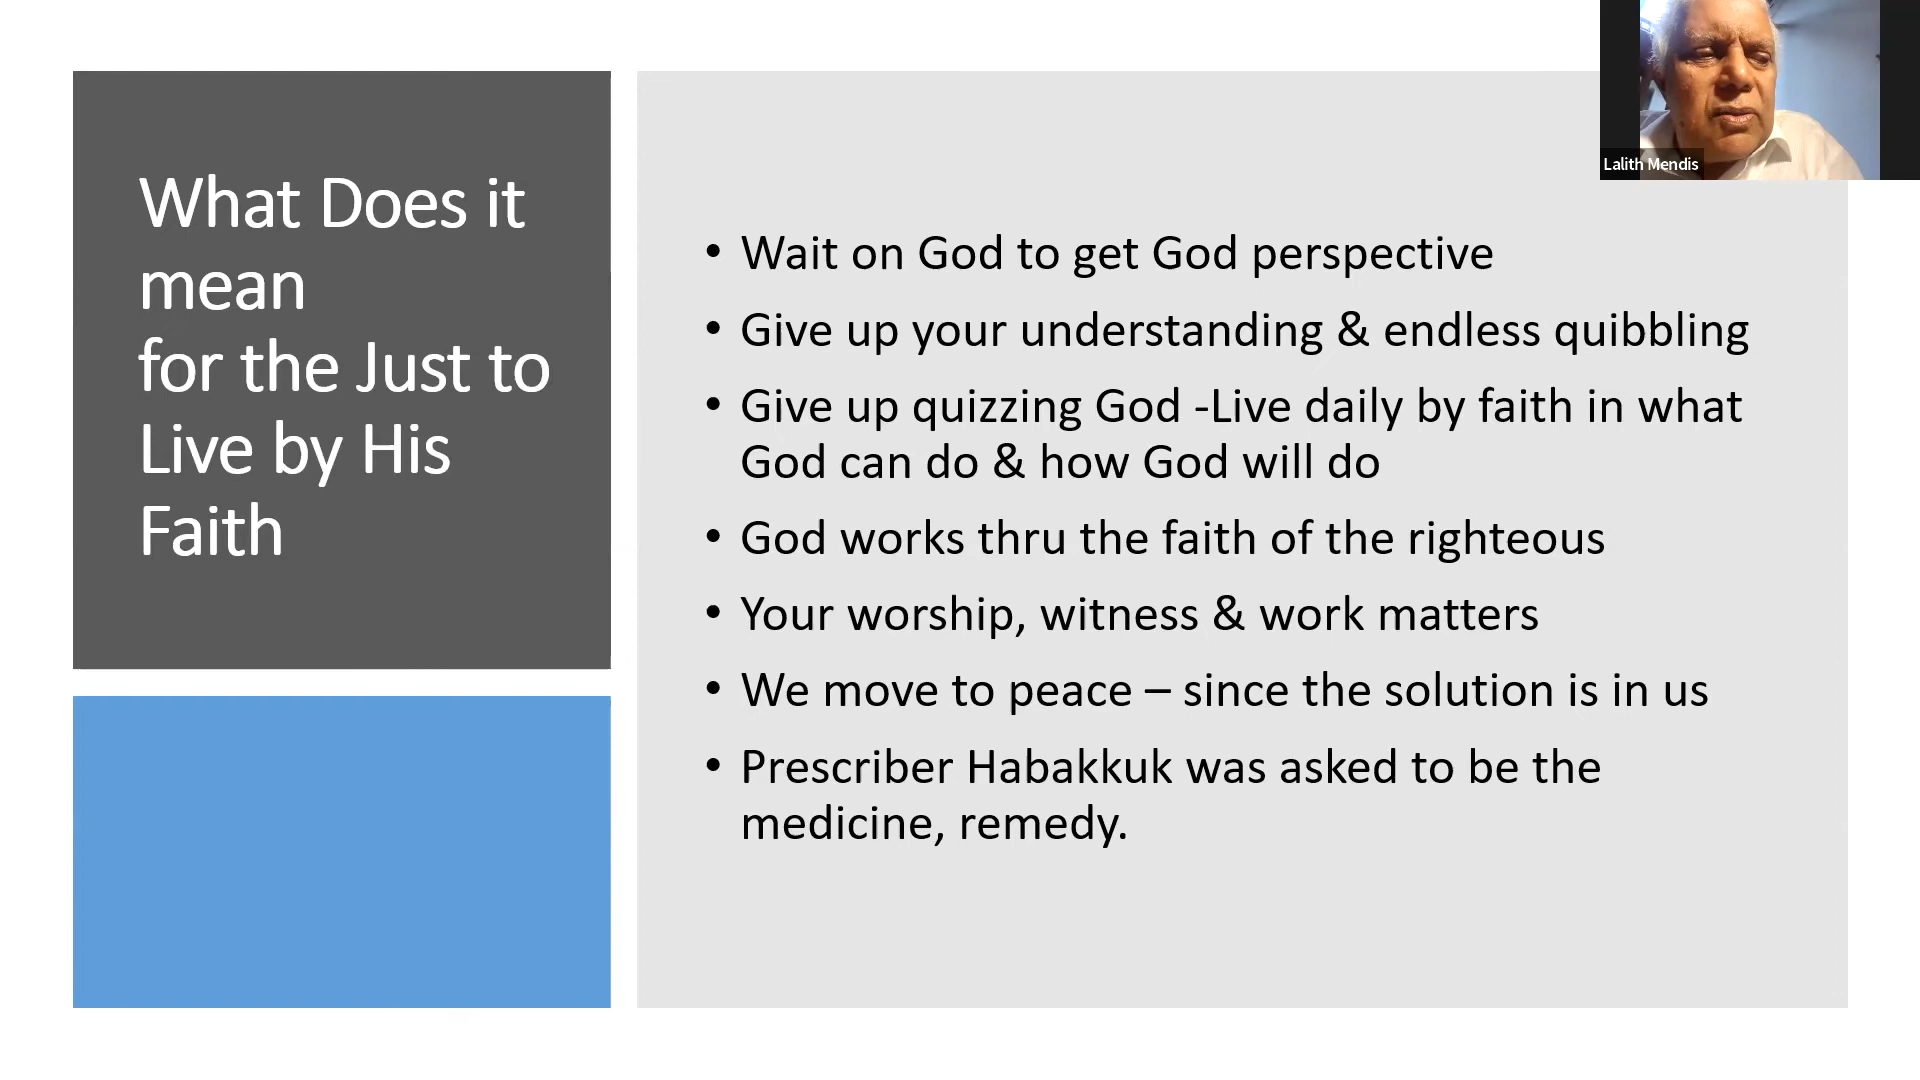 What Does it
mean
for the Just to
Live by His
Faith
Lalith Mendis
• Wait on God to get God perspective
• Give up your understanding & endless quibbling
• Give up quizzing God -Live daily by faith in what
God can do & how God will do
• God works thru the faith of the righteous
• Your worship, witness & work matters
• We move to peace – since the solution is in us
• Prescriber Habakkuk was asked to be the
medicine, remedy.